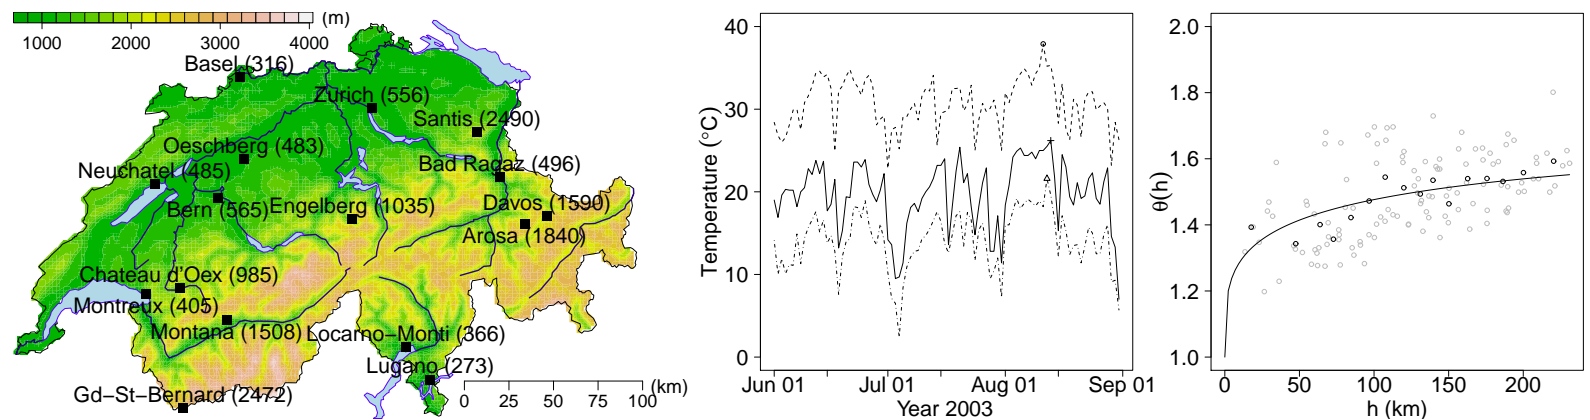 1000 2000 3000 4000 (m)
Basel (316)
Zurich (556)
Santis (2490)
Oeschberg (483)
Bad Ragaz (496)
Neuchatel (485)
Bern (565)
Engelberg (1035)
Davos (1590)
Arosa (1840)
Chateau d'Oex (985)
Montreux (405)
Montana (1508)
Locarno−Monti (366)
Lugano (273)
Gd−St−Bernard (2472)
0 25 50 75 100 (km)
Temperature (°C)
40
30
20
10
0
Jun 01 Jul 01 Aug 01 Sep 01
Year 2003
θ(h)
2.0
1.8
1.6
1.4
1.2
1.0
0 50 100 150 200
h (km)